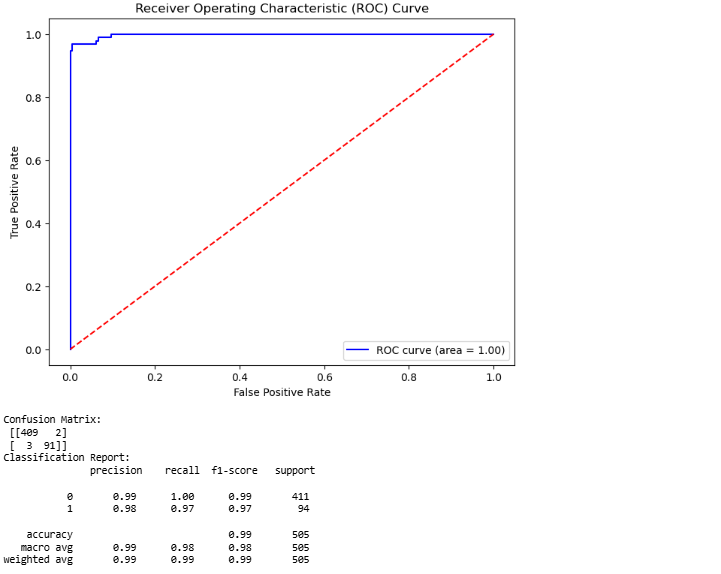 Receiver Operating Characteristic (ROC) Curve
1.0
0.8
0.6
0.4
0.2
0.0
True Positive Rate
ROC curve (area = 1.00)
0.0 0.2 0.4 0.6 0.8 1.0
False Positive Rate
Confusion Matrix:
[[409 2]
[ 3 91]]
Classification Report:
precision recall f1-score support
0 0.99 1.00 0.99 411
1 0.98 0.97 0.97 94
accuracy 0.99 505
macro avg 0.99 0.98 0.98 505
weighted avg 0.99 0.99 0.99 505